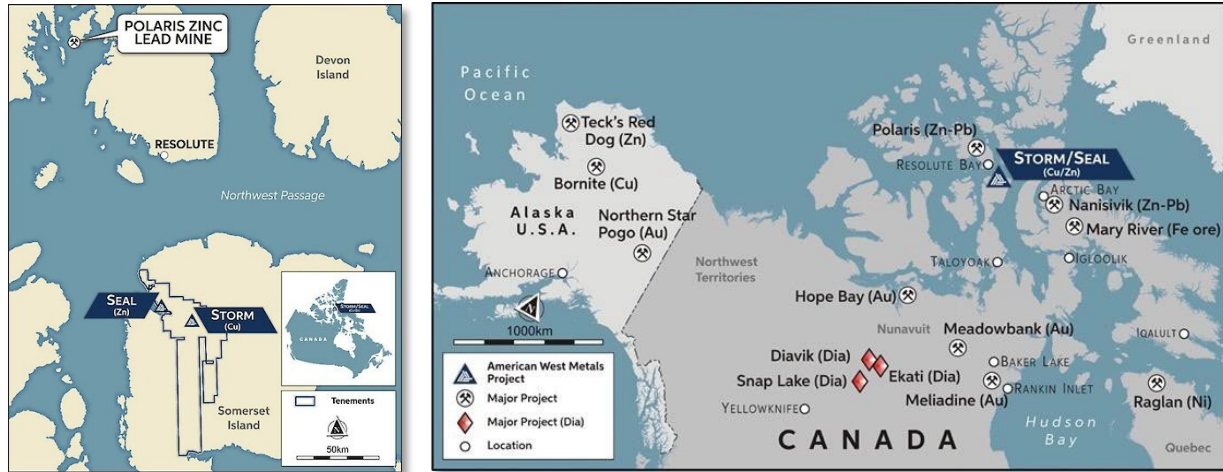 POLARIS ZINC
LEAD MINE
Devon
Island
RESOLUTE
Northwest Passage
SEAL
(Zn)
STORM
(Cu)
STORM/SEAL
CANADA
Somerset
Island
Tenements
50km
Pacific
Ocean
Greenland
Teck's Red
Dog (Zn)
Bornite (Cu)
Alaska
U.S.A.
Northern Star
Pogo (Au)
ANCHORAGE
1000km
Polaris (Zn-Pb)
RESOLUTE BAY
STORM/SEAL
(Cu/Zn)
ARCTIC BAY
Nanisivik (Zn-Pb)
Mary River (Fe ore)
IGLOOLIK
TALOYOAK
Northwest
Territories
Hope Bay (Au)
Nunavuit
Meadowbank (Au)
IQALULT
Diavik (Dia)
Ekati (Dia)
Snap Lake (Dia)
BAKER LAKE
RANKIN INLET
Meliadine (Au)
Raglan (Ni)
YELLOWKNIFE
CANADA
Hudson
Bay
Quebec
American West Metals
Project
Major Project
Major Project (Dia)
Location